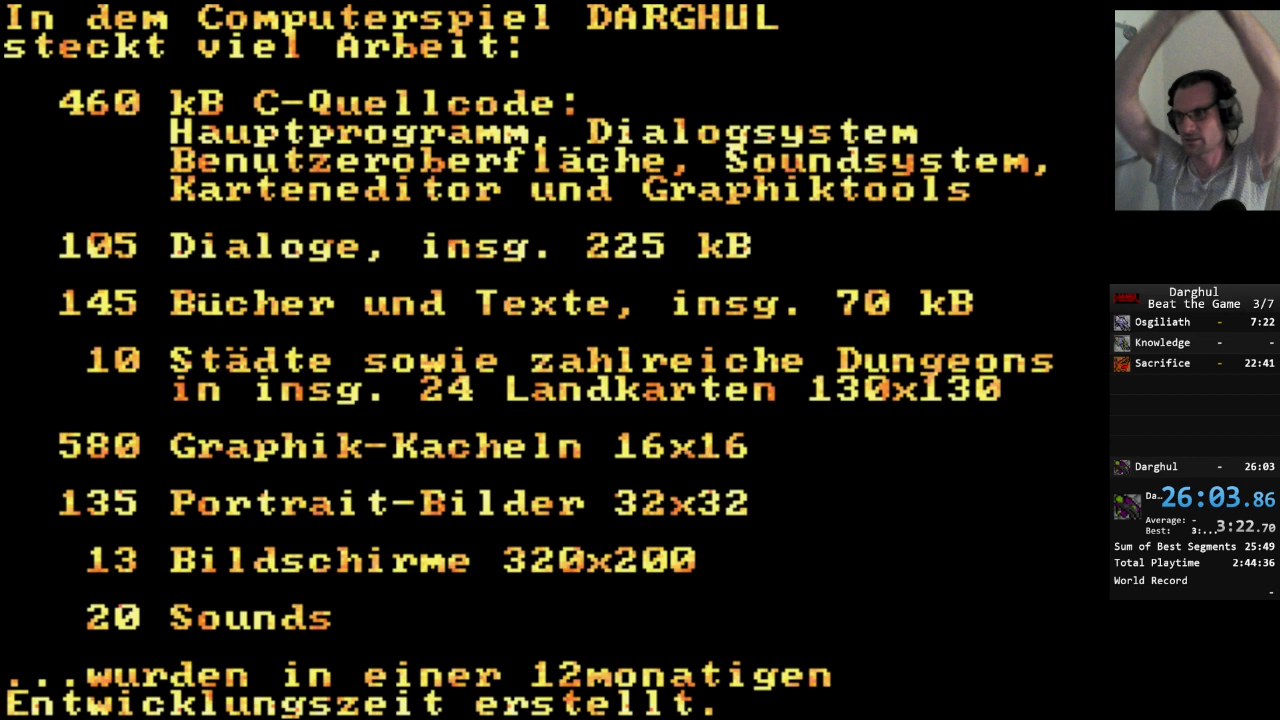 In dem Computerspiel DARGHUL
steckt viel Arbeit:
460 kB C-Quellcode:
Hauptprogramm, Dialogsystem
Benutzeroberfläche, Soundsystem,
Karteneditor und Graphiktools
105 Dialoge, insg. 225 kB
145 Bücher und Texte, insg. 70 kB
10 Städte sowie zahlreiche Dungeons
in insg. 24 Landkarten 130x130
580 Graphik-Kacheln 16x16
135 Portrait-Bilder 32x32
13 Bildschirme 320x200
20 Sounds
...wurden in einer 12monatigen
Entwicklungszeit erstellt.
Darghul
Beat the Game 3/7
Osgiliath - 7:22
Knowledge - -
Sacrifice - 22:41
Darghul - 26:03
Da… 26:03.86
Average: -
Best: 3:... 3:22.70
Sum of Best Segments 25:49
Total Playtime 2:44:36
World Record
-